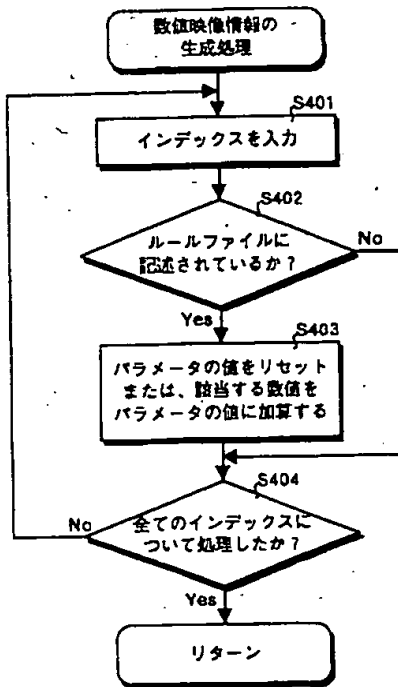 数値映像情報の
生成処理
S401
インデックスを入力
S402
ルールファイルに
記述されているか?
No
Yes
S403
パラメータの値をリセット
または、該当する数値を
パラメータの値に加算する
S404
全てのインデックスに
ついて処理したか?
No
Yes
リターン